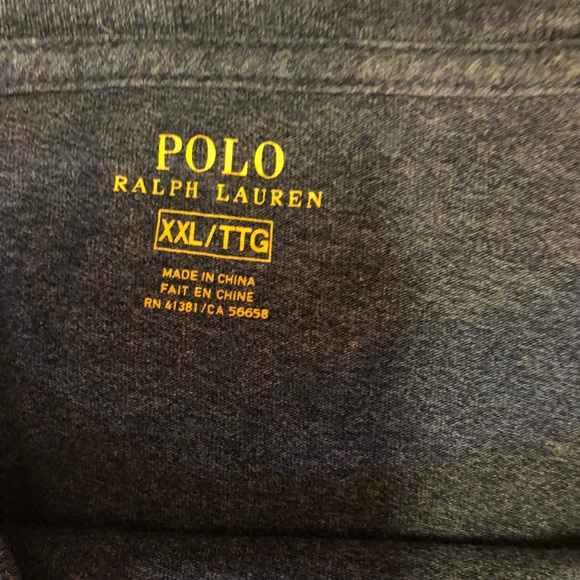 POLO
RALPH LAUREN
XXL/TTG
MADE IN CHINA
FAIT EN CHINE
RN 41381/CA 56658